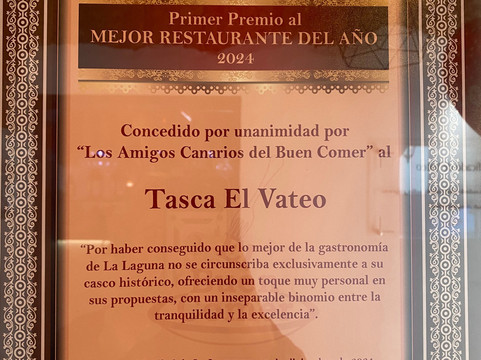 Primer Premio al
MEJOR RESTAURANTE DEL AÑO
2024
Concedido por unanimidad por
“Los Amigos Canarios del Buen Comer” al
Tasca El Vateo
“Por haber conseguido que lo mejor de la gastronomía
de La Laguna no se circunscriba exclusivamente a su
casco histórico, ofreciendo un toque muy personal en
sus propuestas, con un inseparable binomio entre la
tranquilidad y la excelencia”.